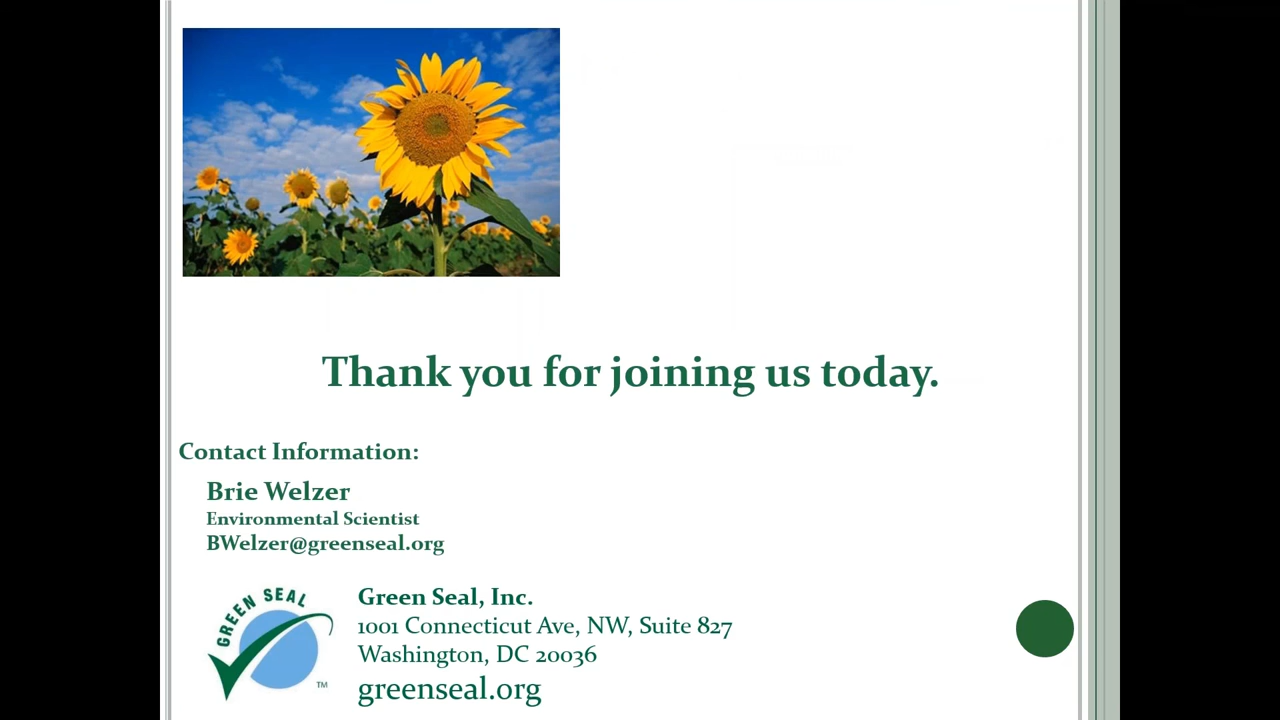 Thank you for joining us today.
Contact Information:
Brie Welzer
Environmental Scientist
BWelzer@greenseal.org
GREEN SEAL
TM
Green Seal, Inc.
1001 Connecticut Ave, NW, Suite 827
Washington, DC 20036
greenseal.org